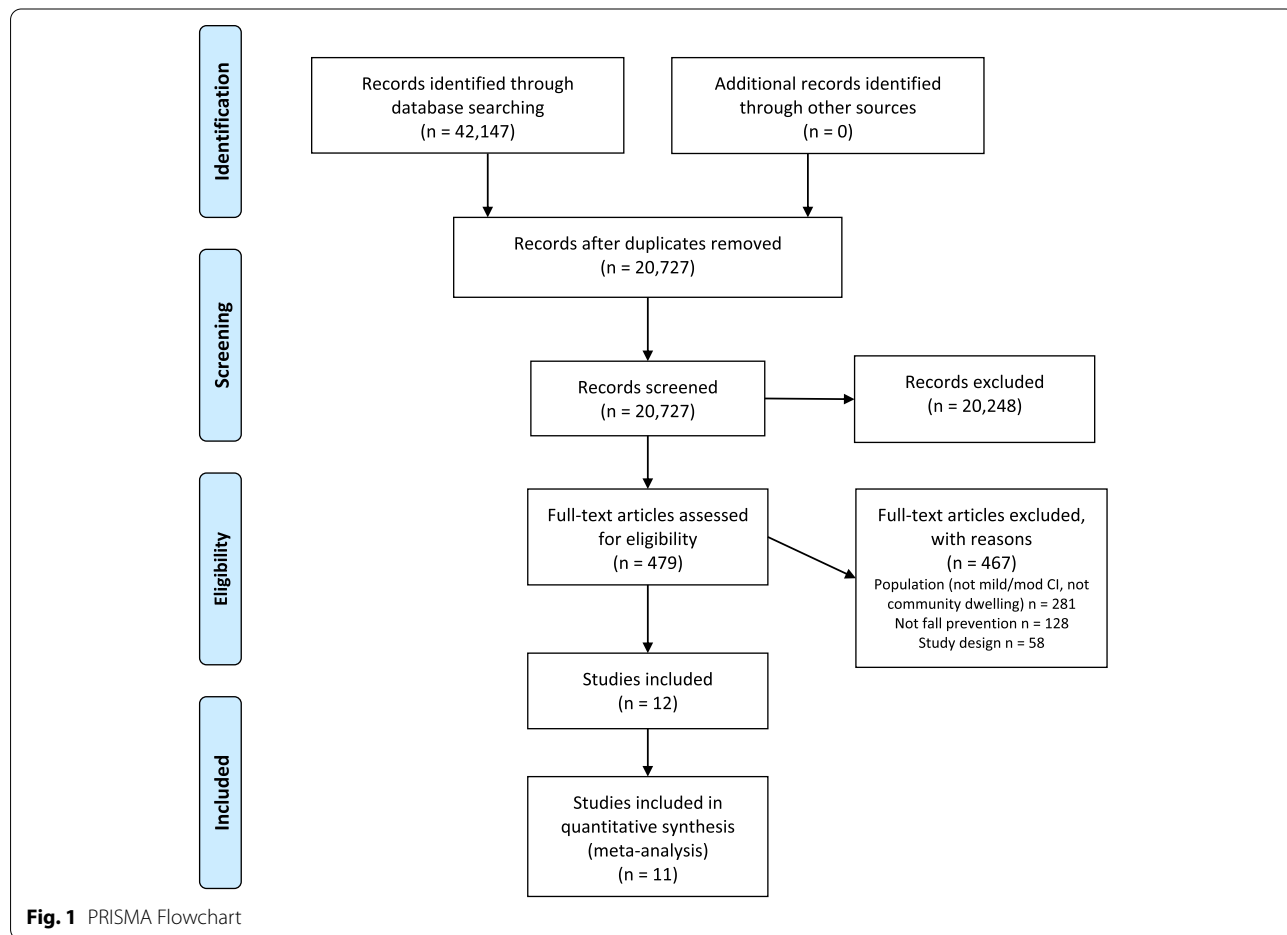 Identification
Records identified through
database searching
(n = 42,147)
Additional records identified
through other sources
(n = 0)
Screening
Records after duplicates removed
(n = 20,727)
Records screened
(n = 20,727)
Records excluded
(n = 20,248)
Eligibility
Full-text articles assessed
for eligibility
(n = 479)
Full-text articles excluded,
with reasons
(n = 467)
Population (not mild/mod CI, not
community dwelling) n = 281
Not fall prevention n = 128
Study design n = 58
Included
Studies included
(n = 12)
Studies included in
quantitative synthesis
(meta-analysis)
(n = 11)
Fig. 1 PRISMA Flowchart